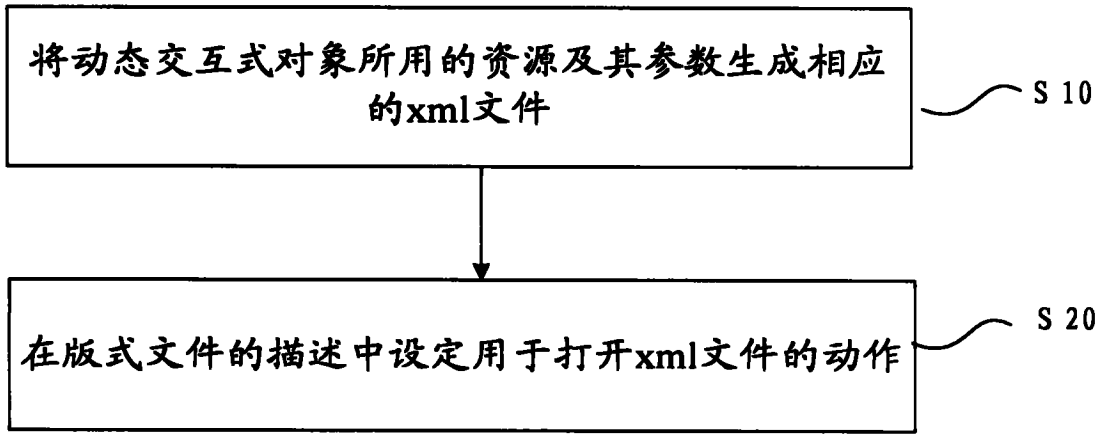 将动态交互式对象所用的资源及其参数生成相应
的xml文件
S 10
在版式文件的描述中设定用于打开xml文件的动作
S 20